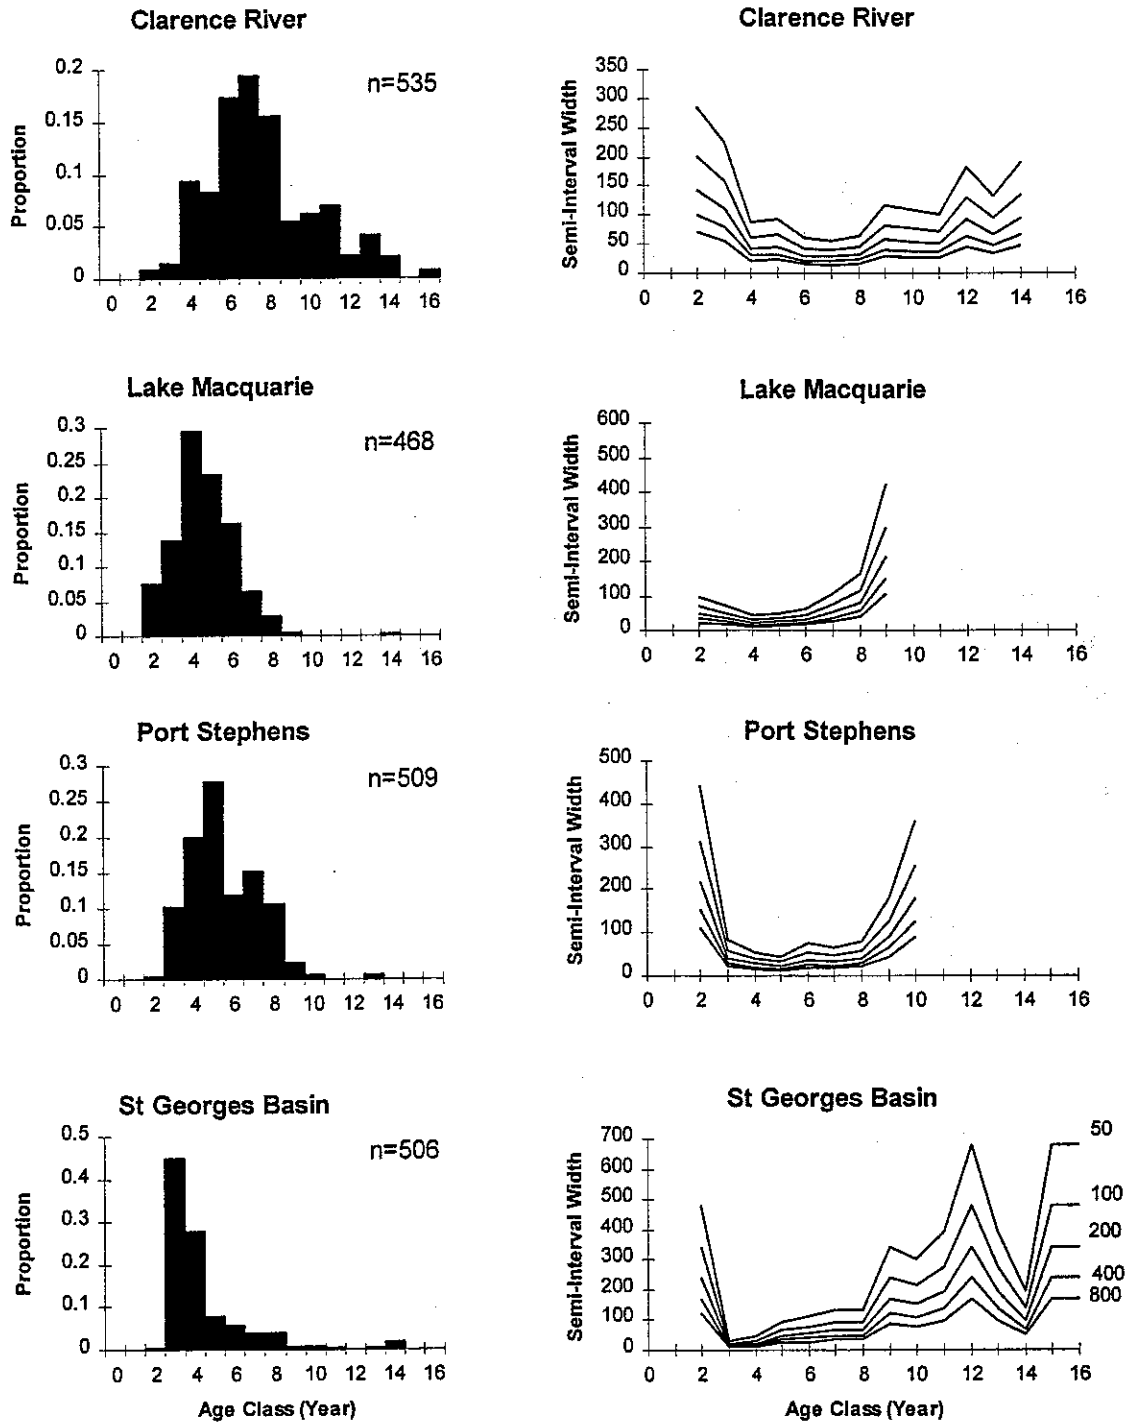 Clarence River
Clarence River
n=535
Proportion
0.2
0.15
0.1
0.05
0
0 2 4 6 8 10 12 14 16
Semi-Interval Width
350
300
250
200
150
100
50
0
0 2 4 6 8 10 12 14 16
Lake Macquarie
Lake Macquarie
n=468
Proportion
0.3
0.25
0.2
0.15
0.1
0.05
0
0 2 4 6 8 10 12 14 16
Semi-Interval Width
600
500
400
300
200
100
0
0 2 4 6 8 10 12 14 16
Port Stephens
Port Stephens
n=509
Proportion
0.3
0.25
0.2
0.15
0.1
0.05
0
0 2 4 6 8 10 12 14 16
Semi-Interval Width
500
400
300
200
100
0
0 2 4 6 8 10 12 14 16
St Georges Basin
St Georges Basin
n=506
Proportion
0.5
0.4
0.3
0.2
0.1
0
0 2 4 6 8 10 12 14 16
Age Class (Year)
Semi-Interval Width
700
600
500
400
300
200
100
0
50
100
200
400
800
0 2 4 6 8 10 12 14 16
Age Class (Year)